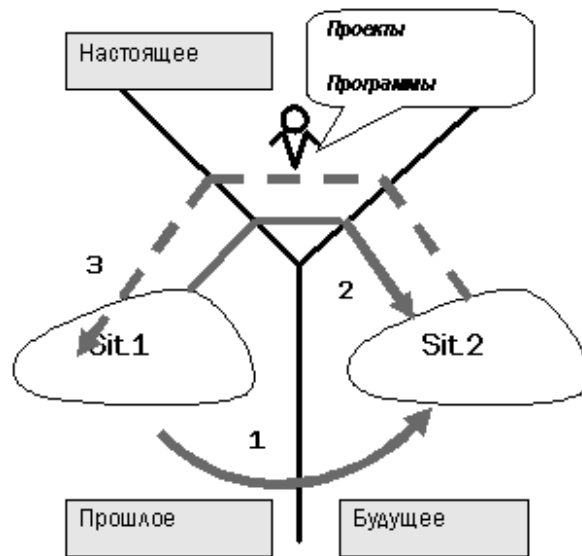 Проекты
Настоящее
Программы
3
2
Sit.1
Sit.2
1
Прошлое
Будущее